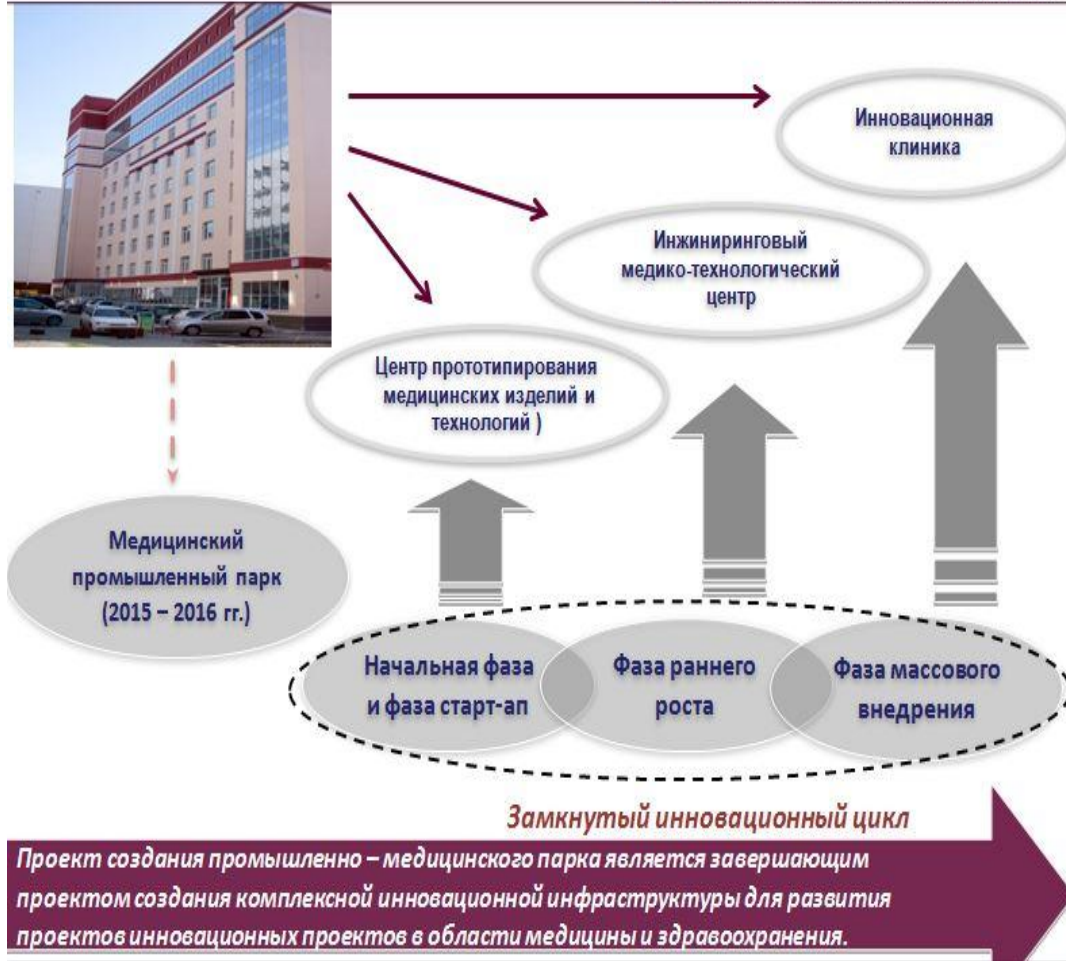 Инновационная
клиника
Инжиниринговый
медико-технологический
центр
Центр прототипирования
медицинских изделий и
технологий )
Медицинский
промышленный парк
(2015 – 2016 гг.)
Начальная фаза
и фаза старт-ап
Фаза раннего
роста
Фаза массового
внедрения
Замкнутый инновационный цикл
Проект создания промышленно – медицинского парка является завершающим
проектом создания комплексной инновационной инфраструктуры для развития
проектов инновационных проектов в области медицины и здравоохранения.